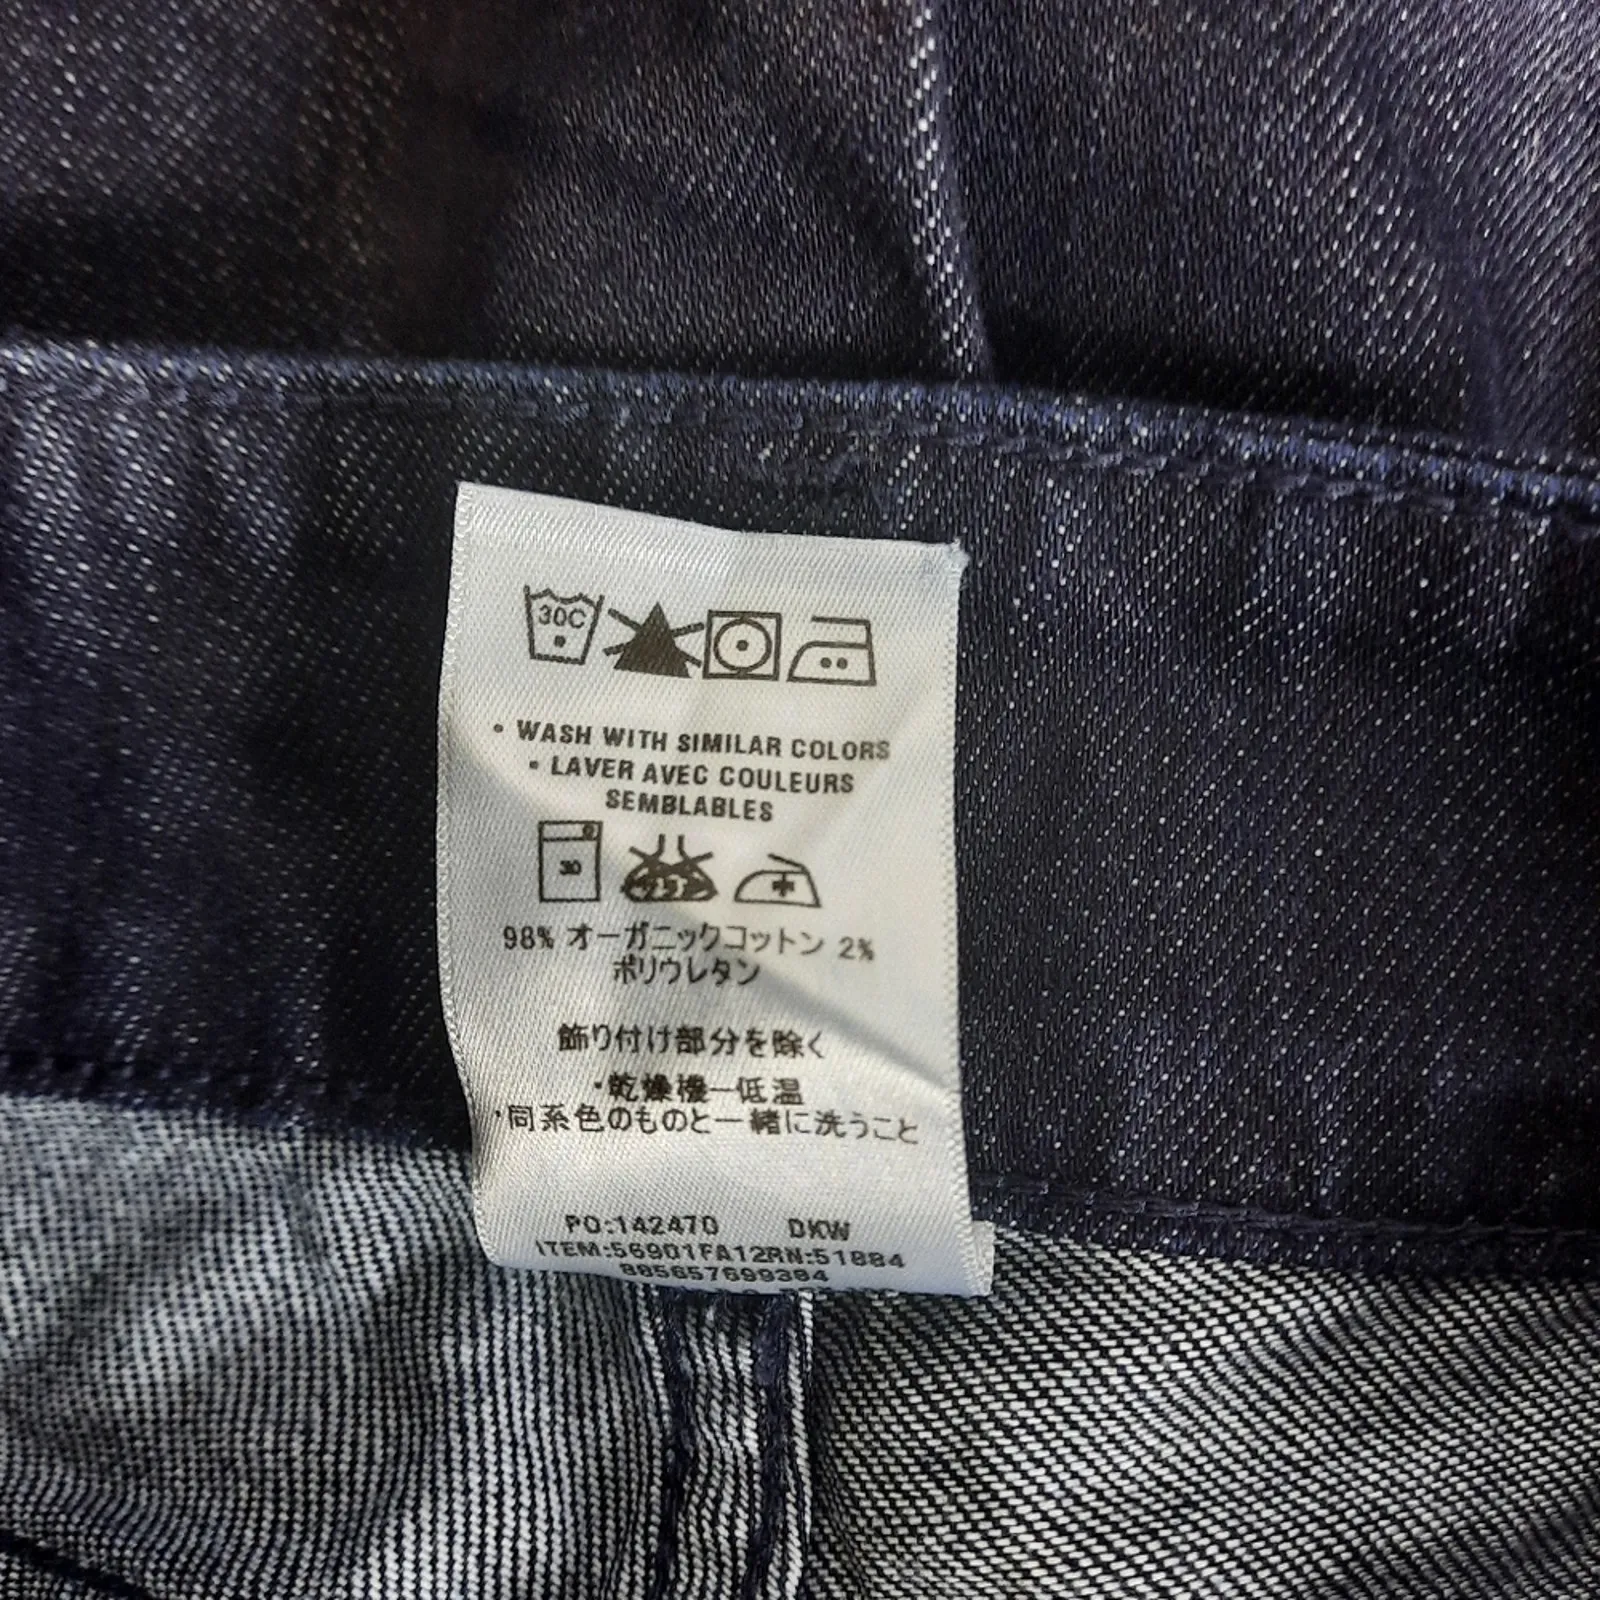 30C
• WASH WITH SIMILAR COLORS
• LAVER AVEC COULEURS
SEMBLABLES
30
98% オーガニックコットン 2%
ポリウレタン
飾り付け部分を除く
・乾燥機ー低温
・同系色のものと一緒に洗うこと
PO:142470 DKW
ITEM:56901FA12RN:51884
885657699384